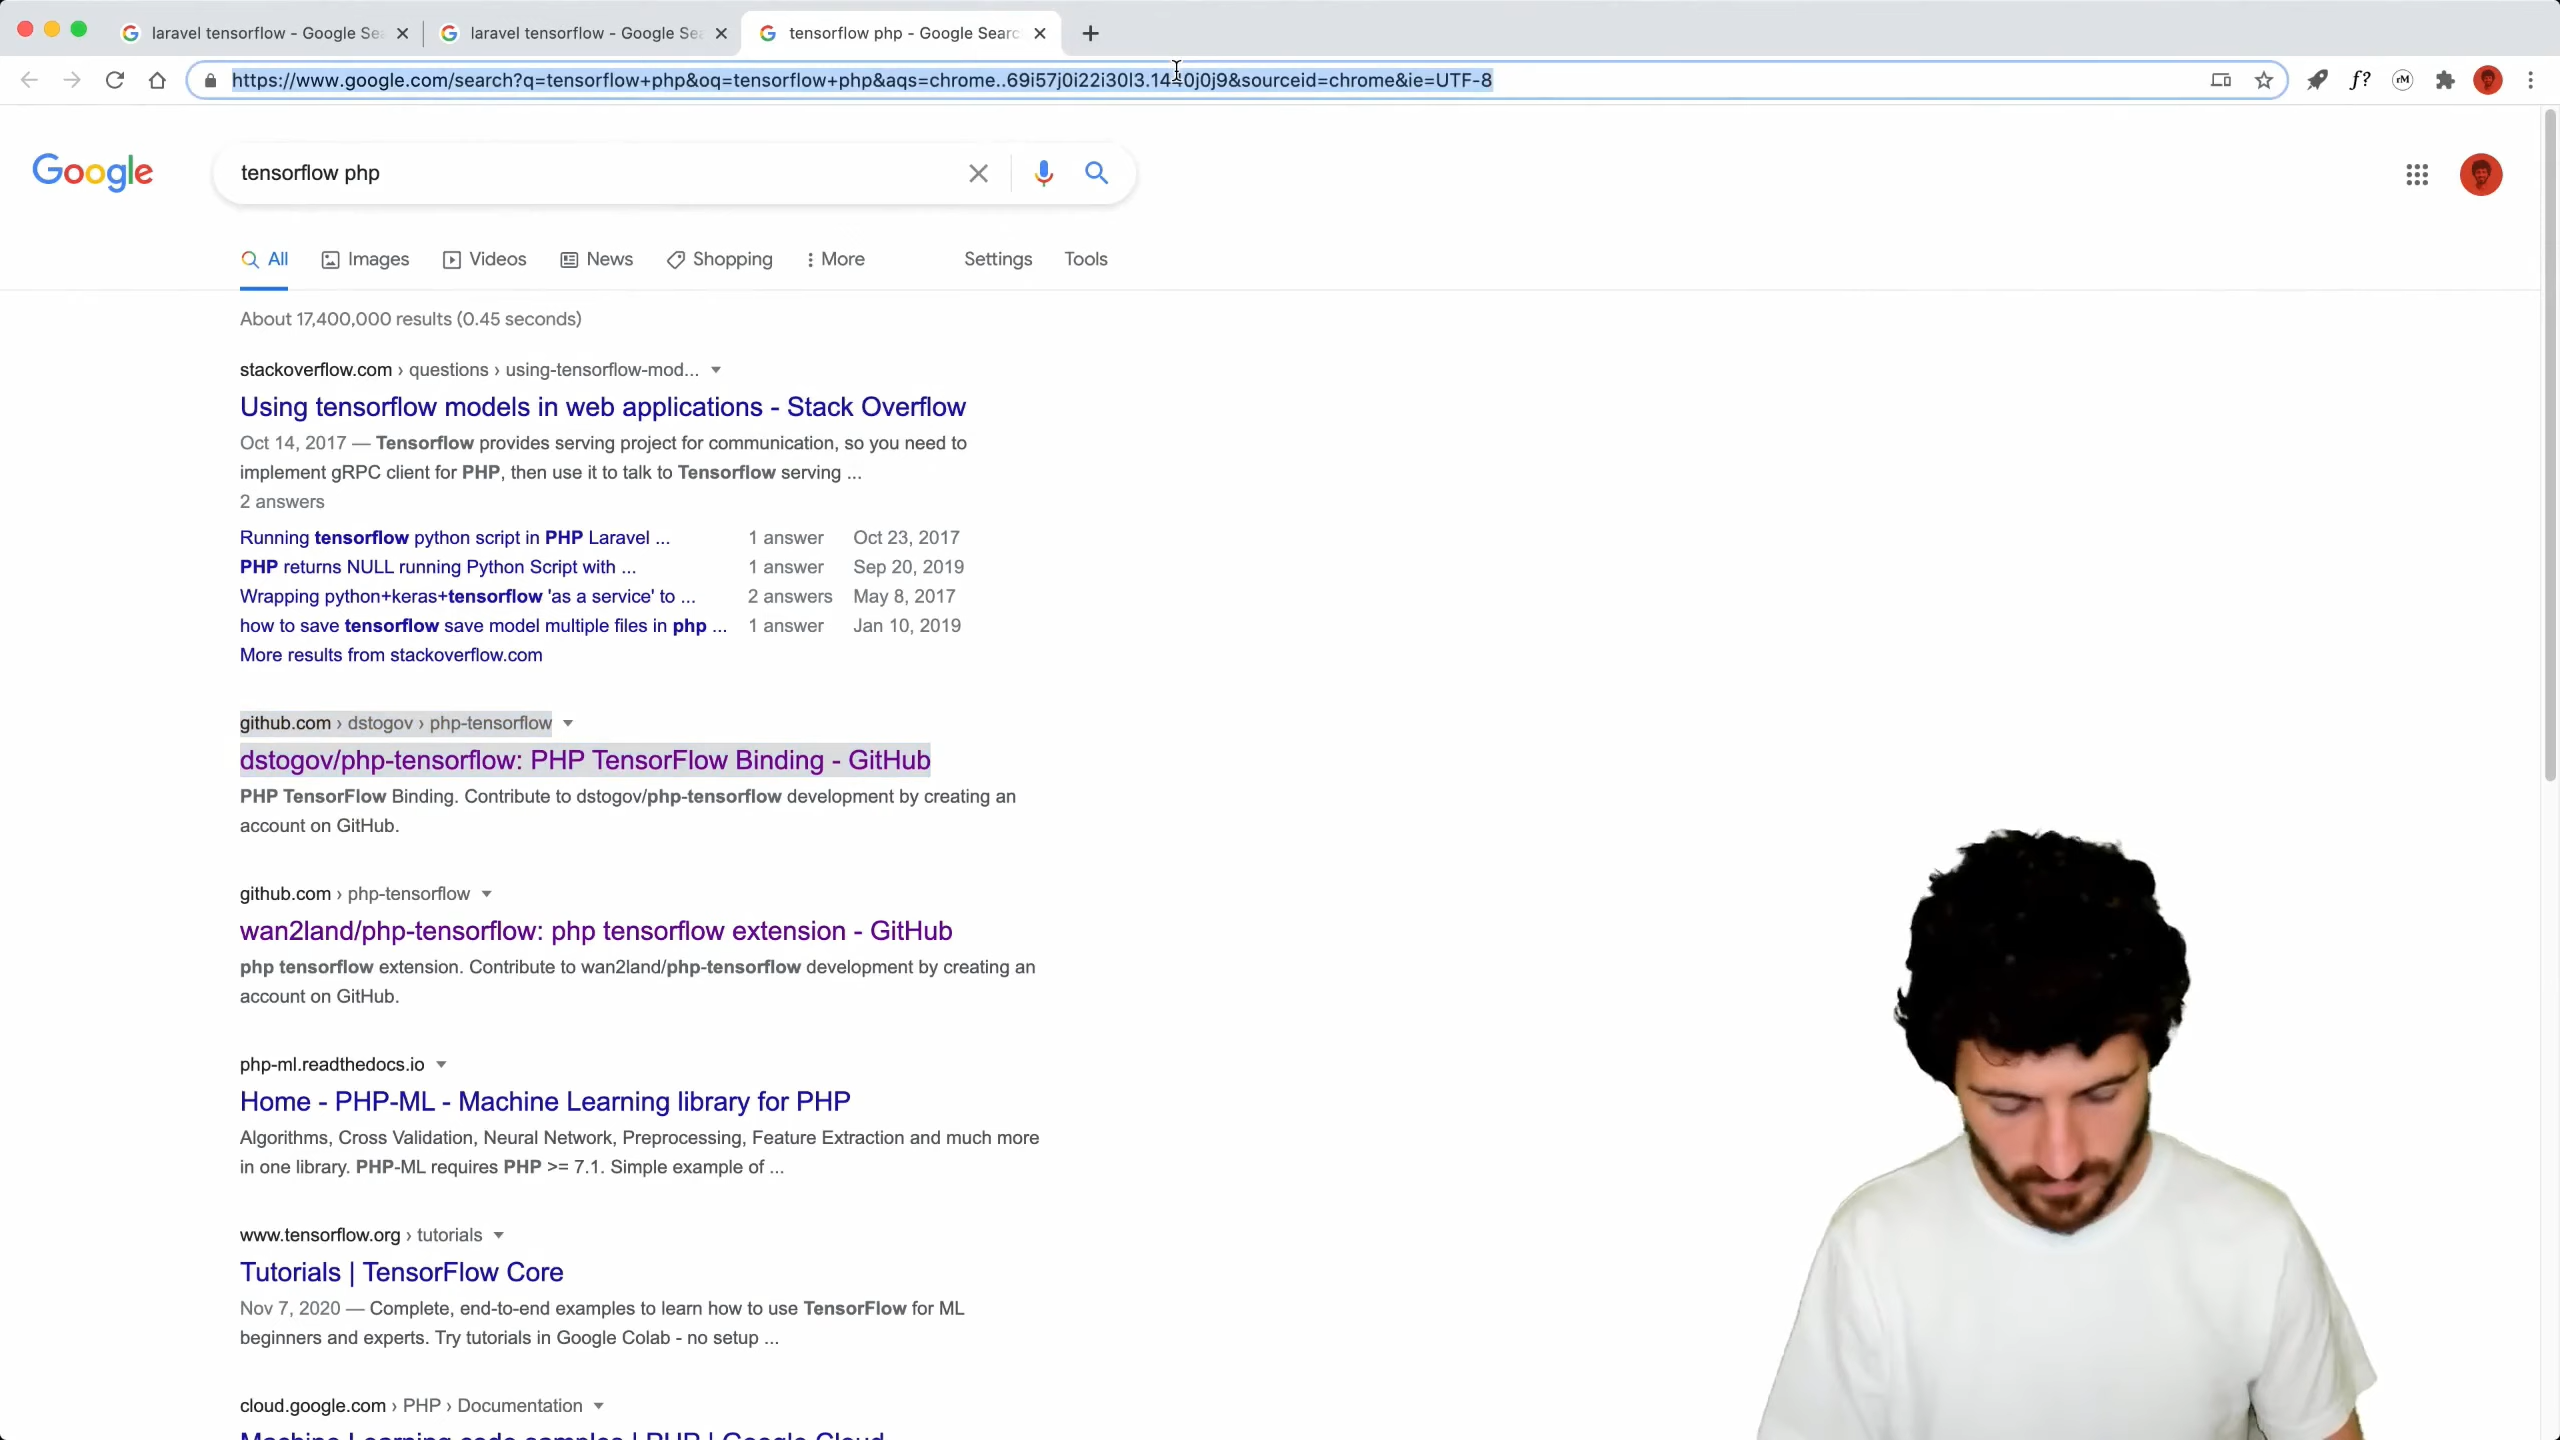 laravel tensorflow - Google Se
laravel tensorflow - Google Se
tensorflow php - Google Searc
https://www.google.com/search?q=tensorflow+php&oq=tensorflow+php&aqs=chrome..69i57j0i22i30l3.1440j0j9&sourceid=chrome&ie=UTF-8
f?
rM
Google
tensorflow php
All
Images
Videos
News
Shopping
More
Settings
Tools
About 17,400,000 results (0.45 seconds)
stackoverflow.com › questions › using-tensorflow-mod...
Using tensorflow models in web applications - Stack Overflow
Oct 14, 2017 — Tensorflow provides serving project for communication, so you need to
implement gRPC client for PHP, then use it to talk to Tensorflow serving ...
2 answers
Running tensorflow python script in PHP Laravel ... 1 answer Oct 23, 2017
PHP returns NULL running Python Script with ... 1 answer Sep 20, 2019
Wrapping python+keras+tensorflow 'as a service' to ... 2 answers May 8, 2017
how to save tensorflow save model multiple files in php ... 1 answer Jan 10, 2019
More results from stackoverflow.com
github.com › dstogov › php-tensorflow
dstogov/php-tensorflow: PHP TensorFlow Binding - GitHub
PHP TensorFlow Binding. Contribute to dstogov/php-tensorflow development by creating an
account on GitHub.
github.com › php-tensorflow
wan2land/php-tensorflow: php tensorflow extension - GitHub
php tensorflow extension. Contribute to wan2land/php-tensorflow development by creating an
account on GitHub.
php-ml.readthedocs.io
Home - PHP-ML - Machine Learning library for PHP
Algorithms, Cross Validation, Neural Network, Preprocessing, Feature Extraction and much more
in one library. PHP-ML requires PHP >= 7.1. Simple example of ...
www.tensorflow.org › tutorials
Tutorials | TensorFlow Core
Nov 7, 2020 — Complete, end-to-end examples to learn how to use TensorFlow for ML
beginners and experts. Try tutorials in Google Colab - no setup ...
cloud.google.com › PHP › Documentation
Machine Learning code samples | PHP | Google Cloud